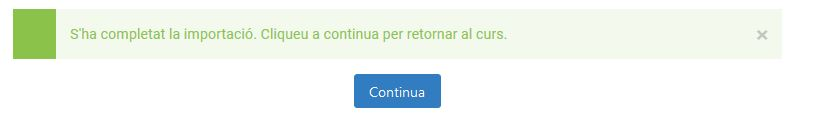 S'ha completat la importació. Cliqueu a continua per retornar al curs.
×
Continua